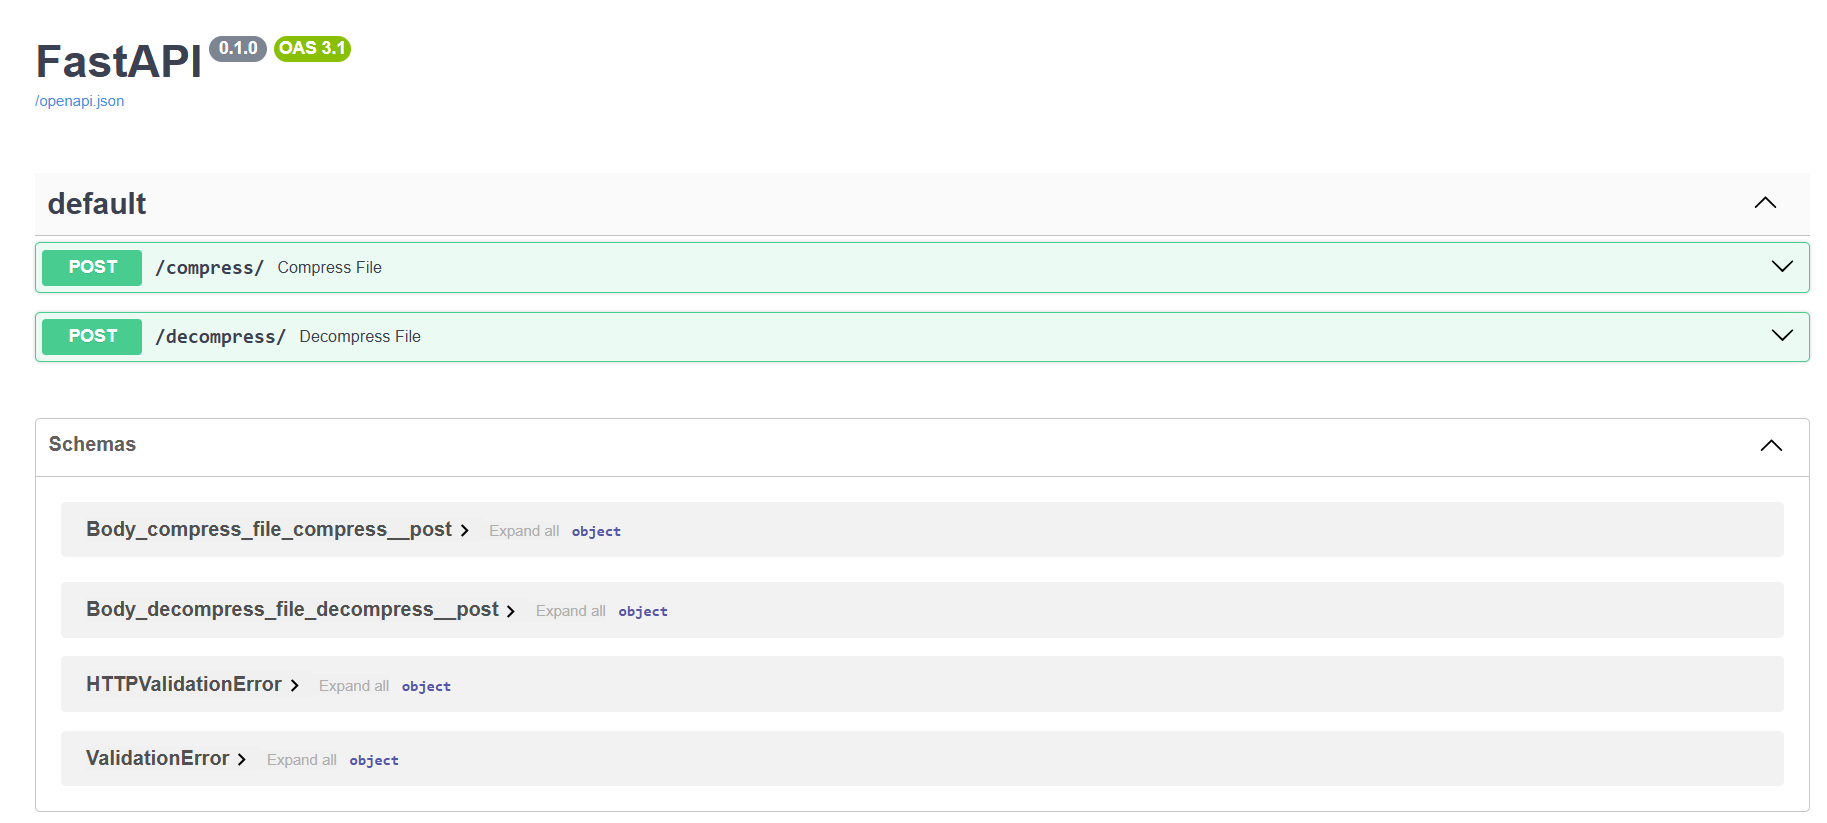 FastAPI 0.1.0 OAS 3.1
/openapi.json
default
POST /compress/ Compress File
POST /decompress/ Decompress File
Schemas
Body_compress_file_compress__post Expand all object
Body_decompress_file_decompress__post Expand all object
HTTPValidationError Expand all object
ValidationError Expand all object